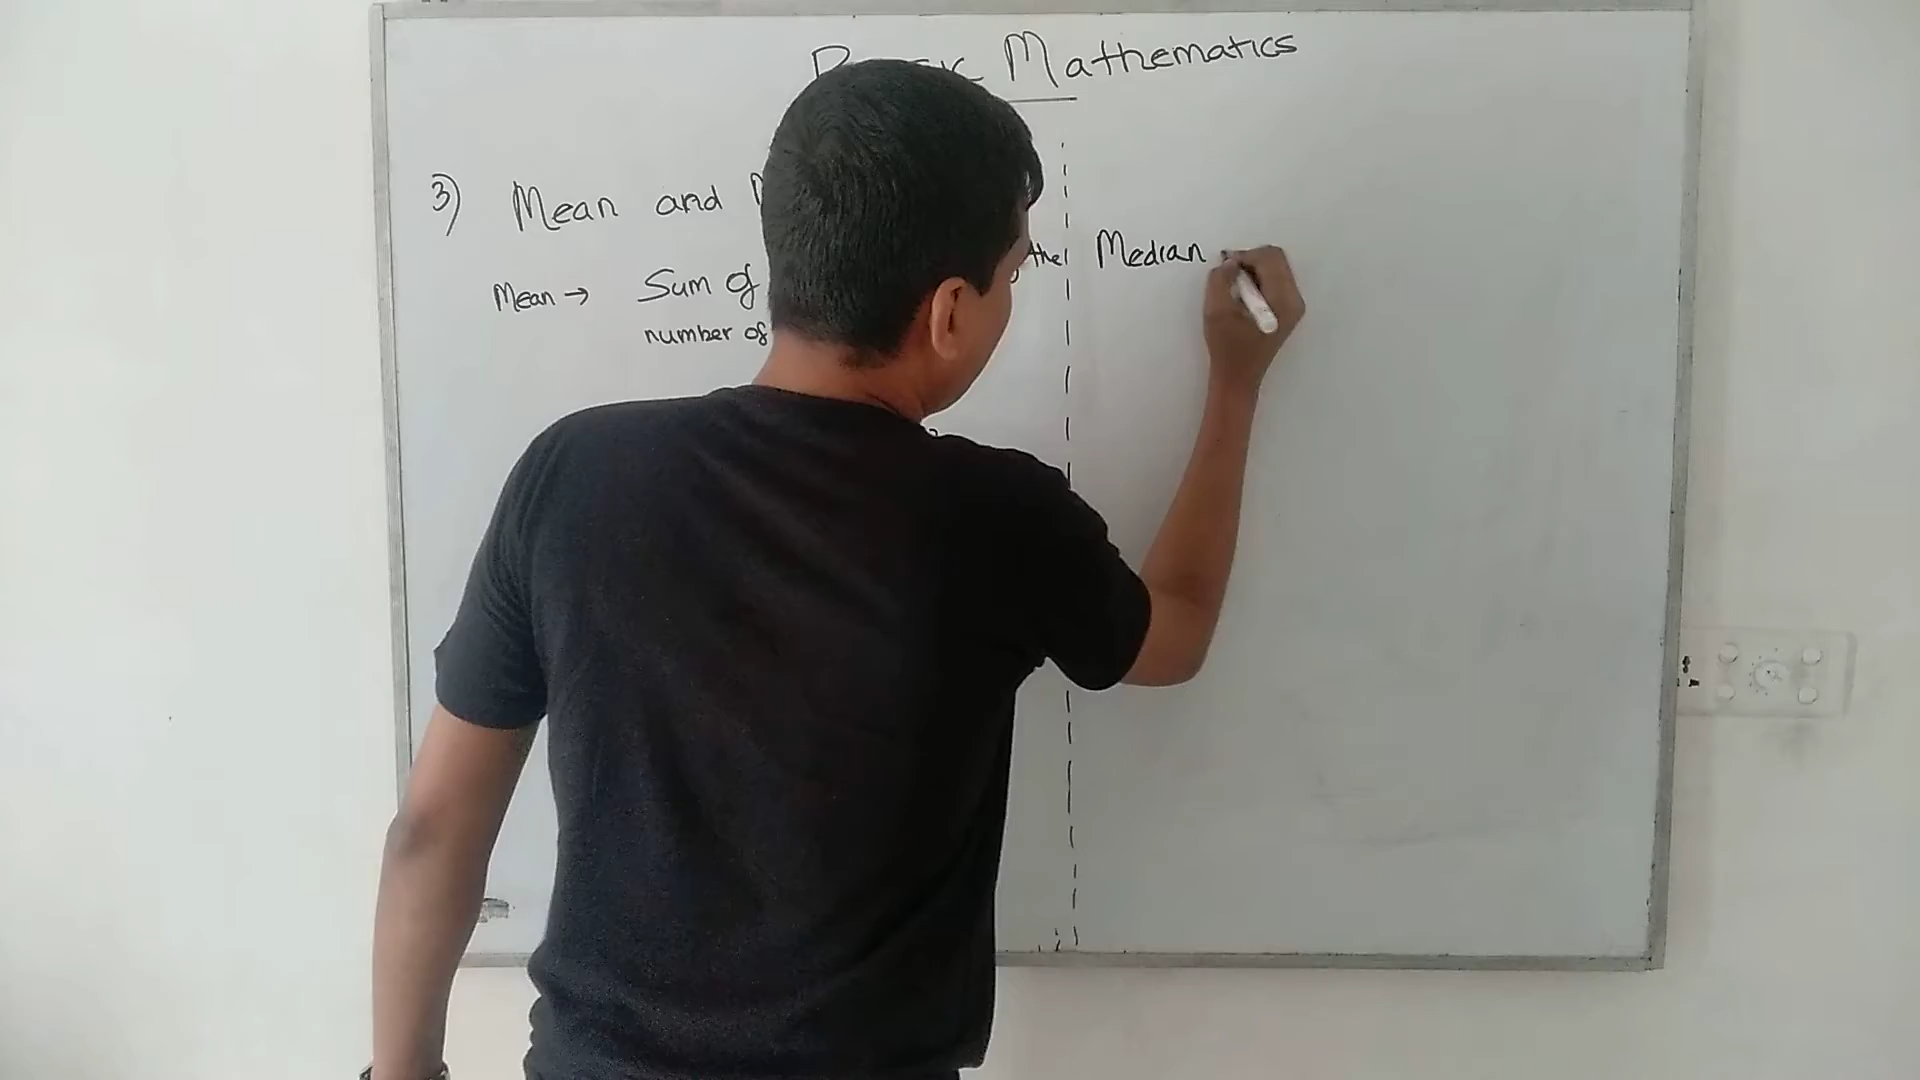 Mathematics
3) Mean and
Mean → Sum of the
number of
Median